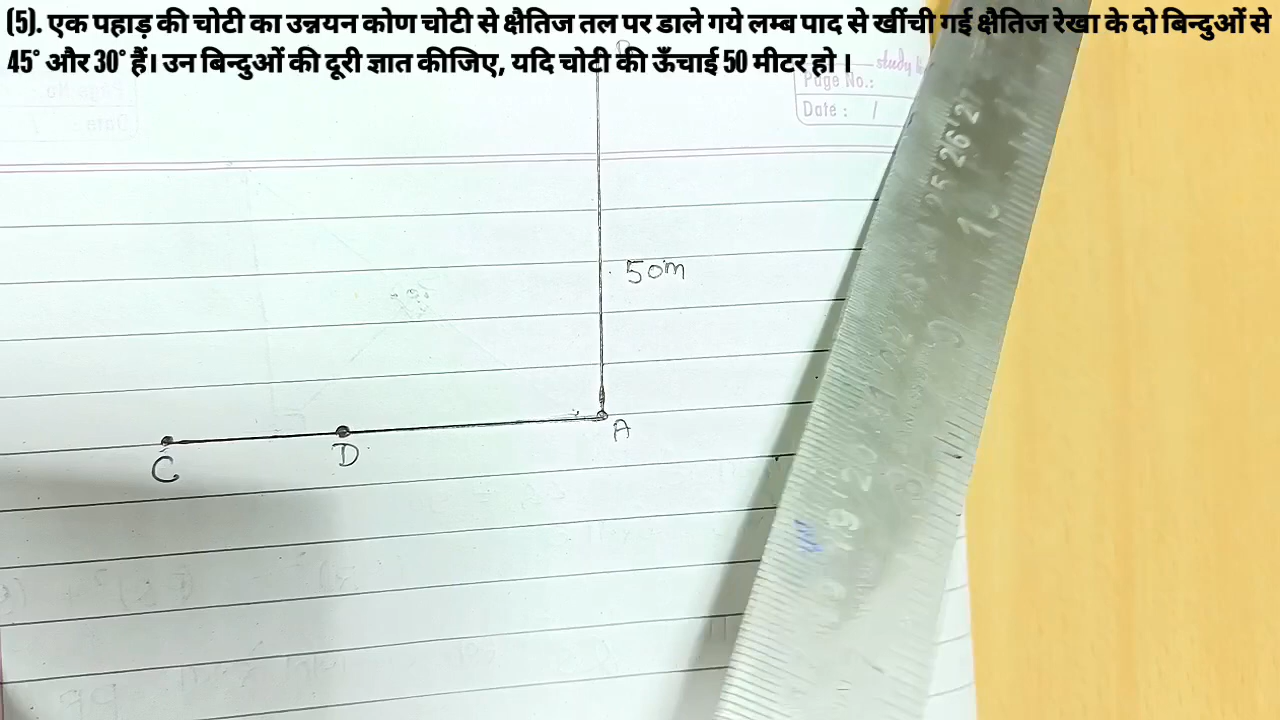 (5). एक पहाड़ की चोटी का उन्नयन कोण चोटी से क्षैतिज तल पर डाले गये लम्ब पाद से खींची गई क्षैतिज रेखा के दो बिन्दुओं से
45° और 30° हैं। उन बिन्दुओं की दूरी ज्ञात कीजिए, यदि चोटी की ऊँचाई 50 मीटर हो।
study
Page No.:
Date : /
50m
A
D
C